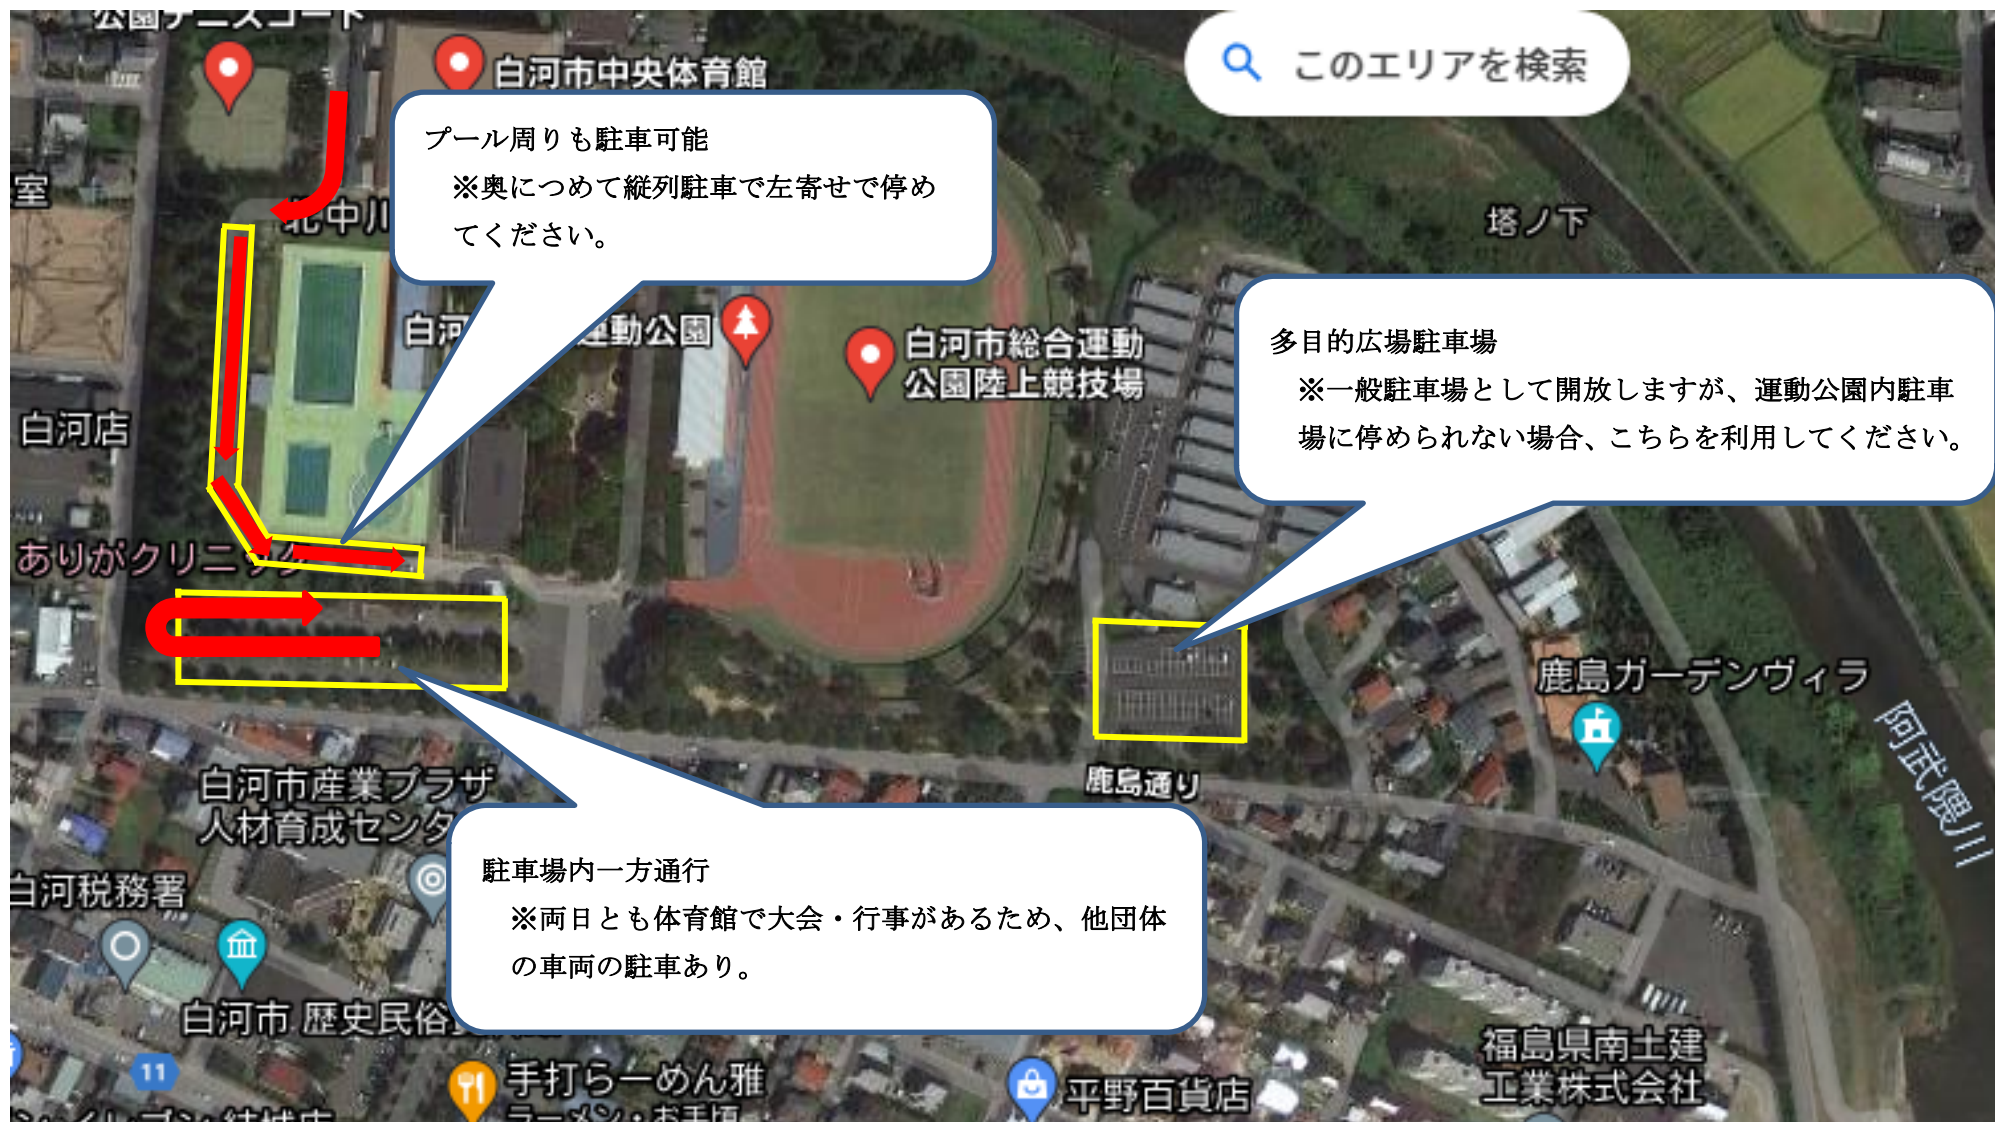 公園テニスコート
白河市中央体育館
このエリアを検索
プール周りも駐車可能
※奥につめて縦列駐車で左寄せで停め
てください。
室
北中川
塔ノ下
白河
運動公園
白河市総合運動
公園陸上競技場
多目的広場駐車場
※一般駐車場として開放しますが、運動公園内駐車
場に停められない場合、こちらを利用してください。
白河店
ありがクリニック
鹿島ガーデンヴィラ
阿武隈川
鹿島通り
白河市産業プラザ
人材育成センタ
駐車場内一方通行
※両日とも体育館で大会・行事があるため、他団体
の車両の駐車あり。
白河税務署
白河市 歴史民俗
11
手打らーめん雅
ラーメン・お手頃
平野百貨店
福島県南土建
工業株式会社